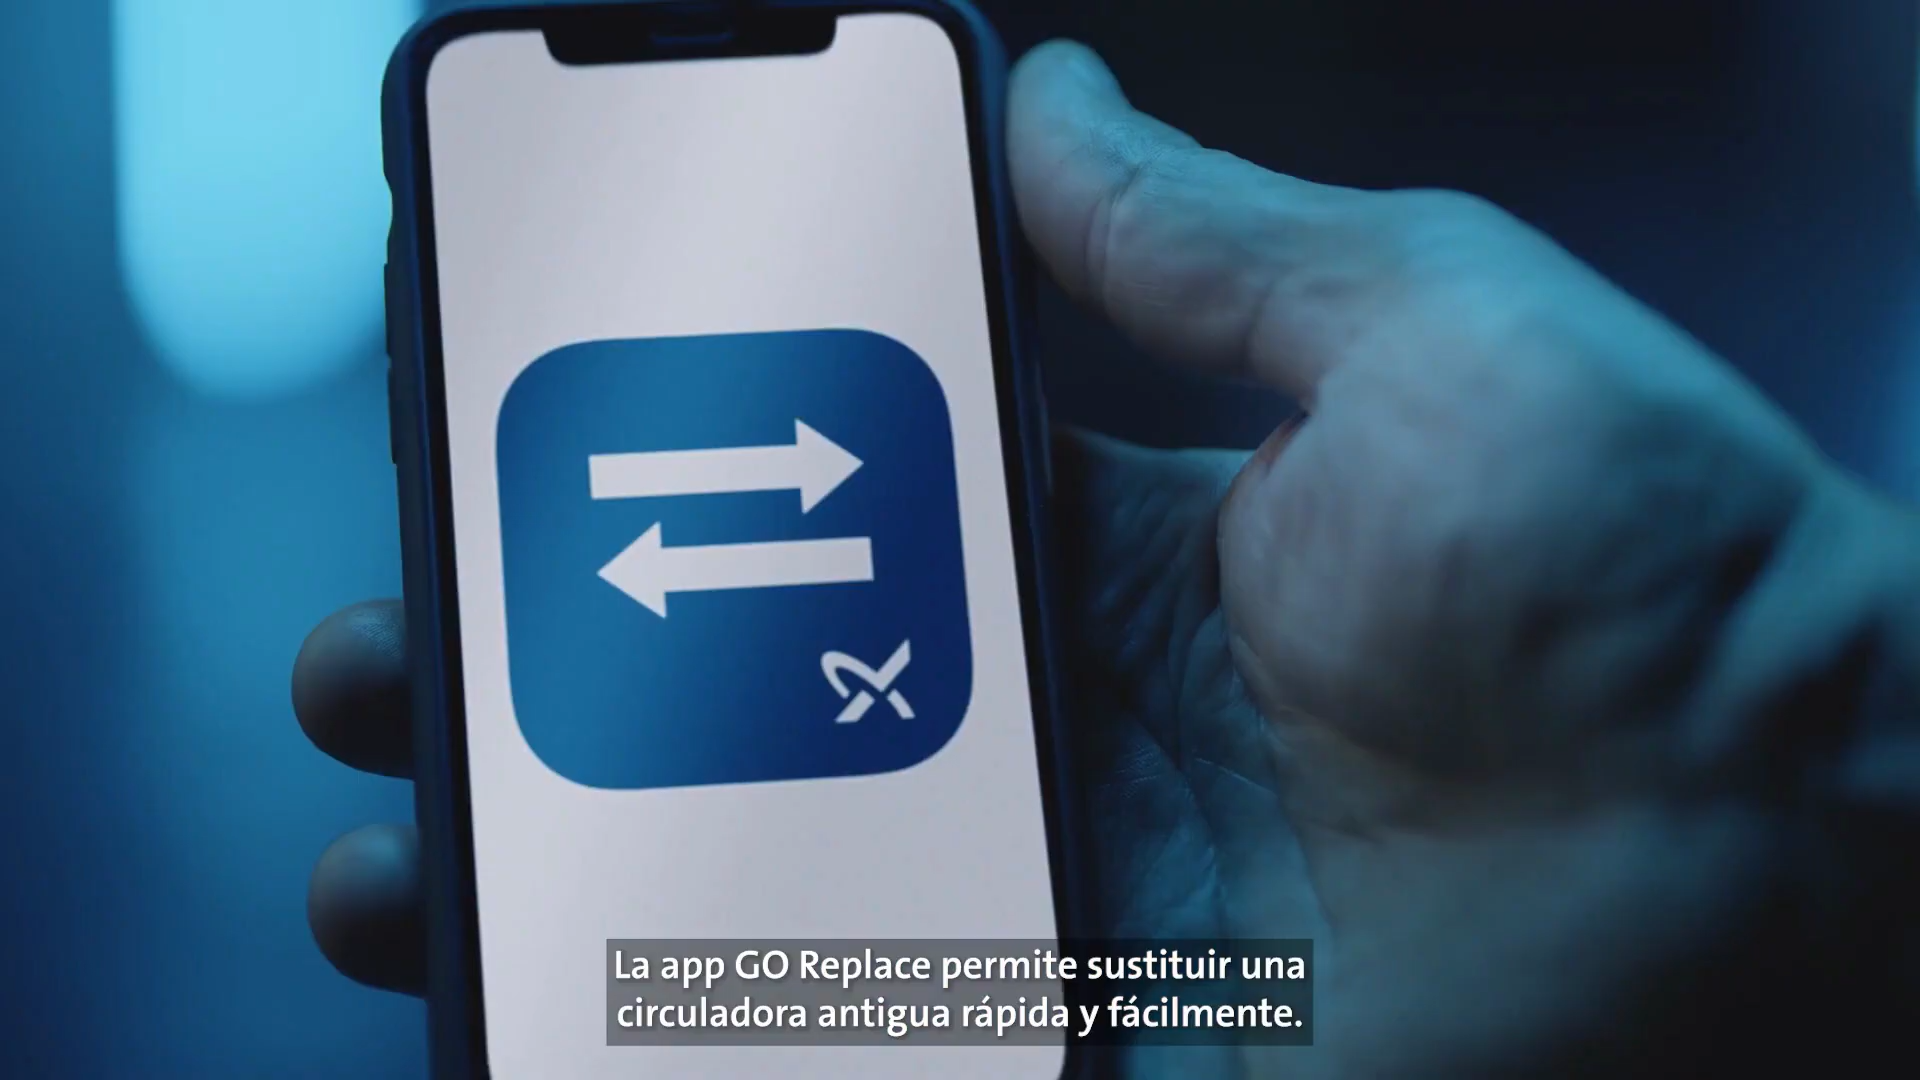 La app GO Replace permite sustituir una
circuladora antigua rápida y fácilmente.